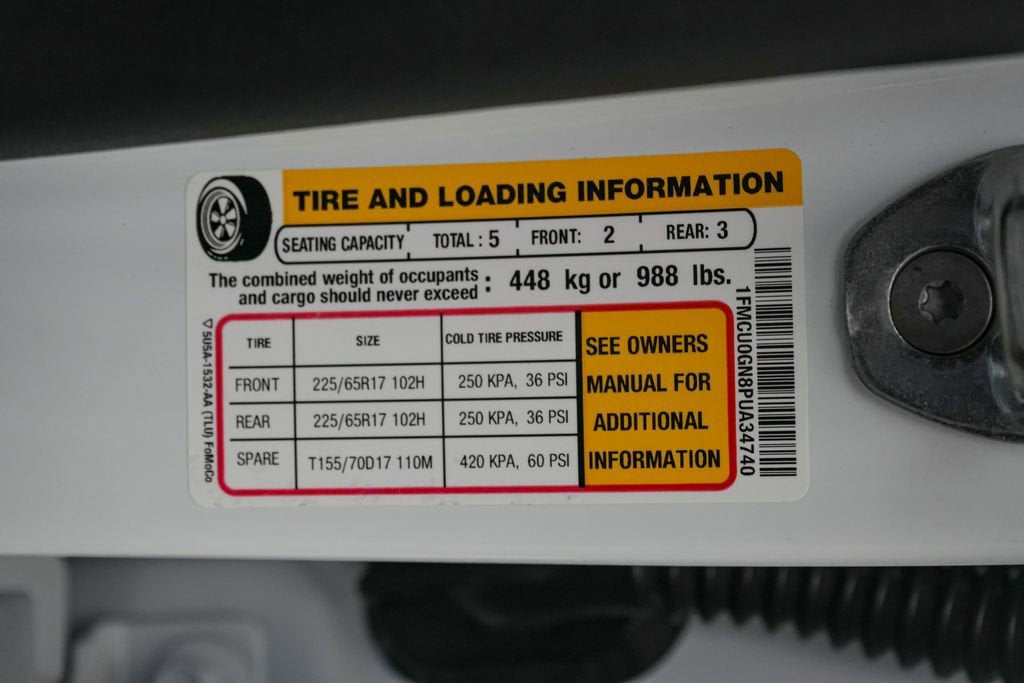 TIRE AND LOADING INFORMATION
SEATING CAPACITY TOTAL : 5 FRONT: 2 REAR: 3
The combined weight of occupants
and cargo should never exceed : 448 kg or 988 lbs.
TIRE SIZE COLD TIRE PRESSURE
FRONT 225/65R17 102H 250 KPA, 36 PSI
REAR 225/65R17 102H 250 KPA, 36 PSI
SPARE T155/70D17 110M 420 KPA, 60 PSI
SEE OWNERS
MANUAL FOR
ADDITIONAL
INFORMATION
5U5A-1532-AA (TLU) FoMoCo
1FMCU0GN8PUA34740